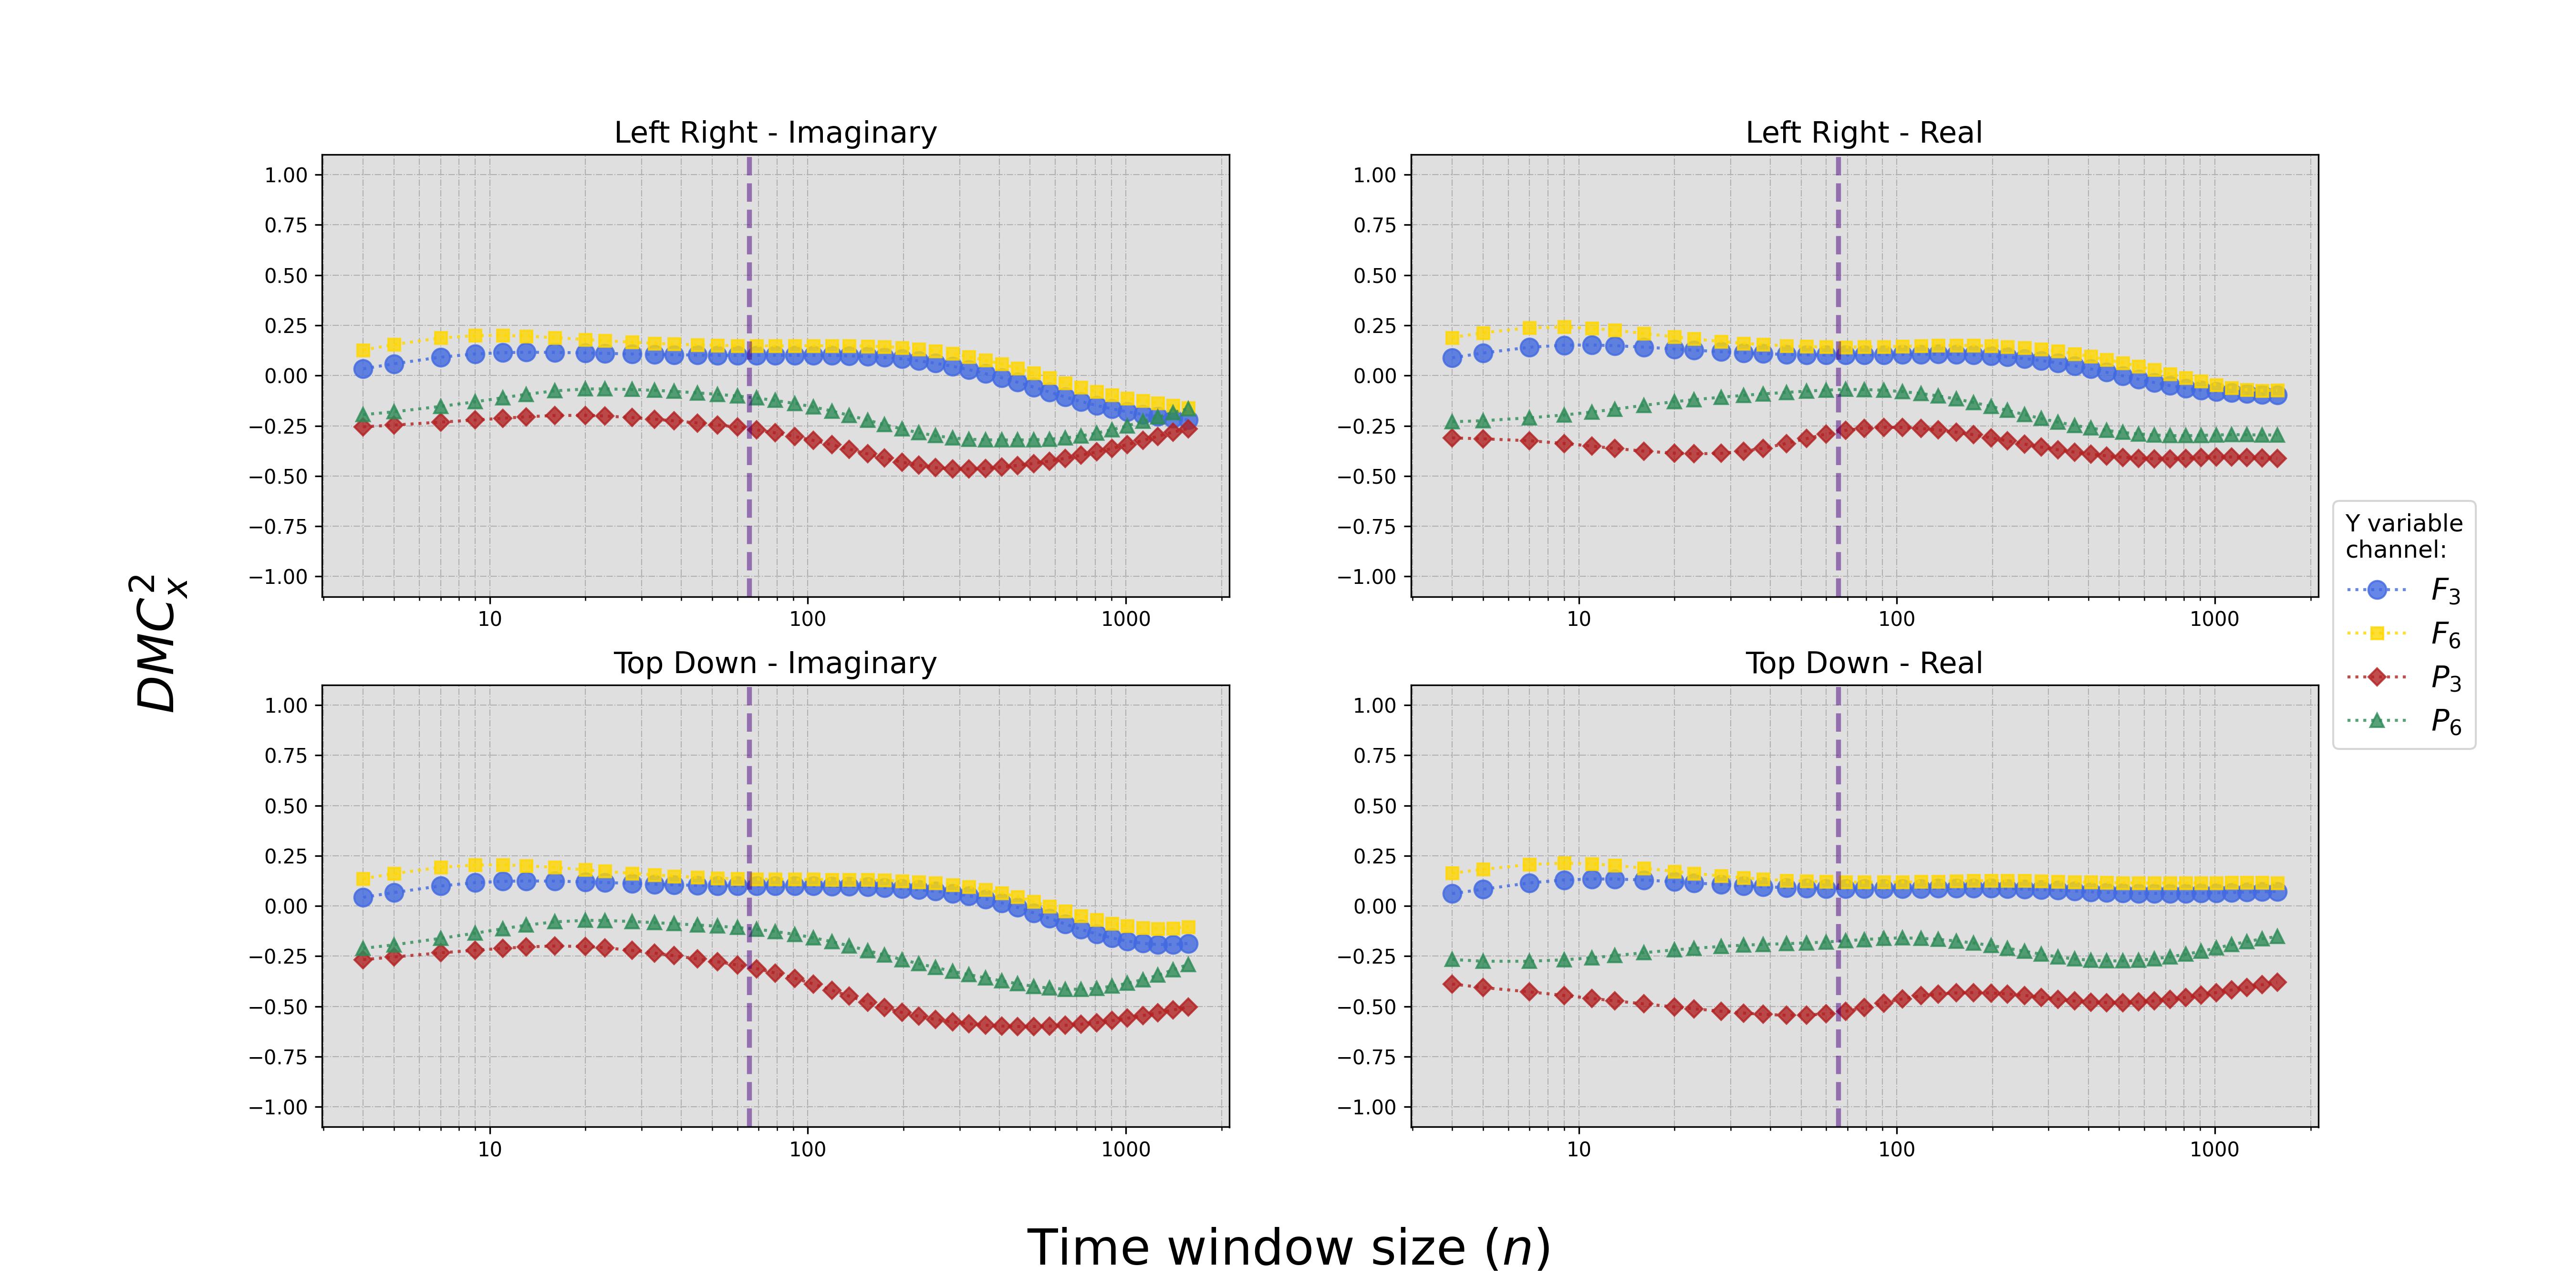 Left Right - Imaginary
1.00
0.75
0.50
0.25
0.00
−0.25
−0.50
−0.75
−1.00
10 100 1000
Left Right - Real
1.00
0.75
0.50
0.25
0.00
−0.25
−0.50
−0.75
−1.00
10 100 1000
Top Down - Imaginary
1.00
0.75
0.50
0.25
0.00
−0.25
−0.50
−0.75
−1.00
10 100 1000
Top Down - Real
1.00
0.75
0.50
0.25
0.00
−0.25
−0.50
−0.75
−1.00
10 100 1000
Y variable
channel:
F₃
F₆
P₃
P₆
DMC²ₓ
Time window size (n)